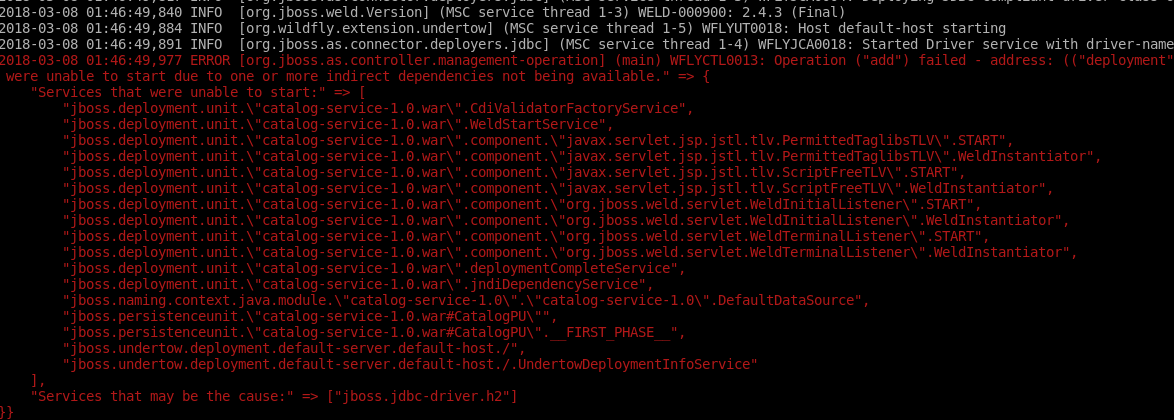 2018-03-08 01:46:49,840 INFO  [org.jboss.weld.Version] (MSC service thread 1-3) WELD-000900: 2.4.3 (Final)
2018-03-08 01:46:49,884 INFO  [org.wildfly.extension.undertow] (MSC service thread 1-5) WFLYUT0018: Host default-host starting
2018-03-08 01:46:49,891 INFO  [org.jboss.as.connector.deployers.jdbc] (MSC service thread 1-4) WFLYJCA0018: Started Driver service with driver-name
2018-03-08 01:46:49,977 ERROR [org.jboss.as.controller.management-operation] (main) WFLYCTL0013: Operation ("add") failed - address: (("deployment"
 were unable to start due to one or more indirect dependencies not being available." => {
    "Services that were unable to start:" => [
        "jboss.deployment.unit.\"catalog-service-1.0.war\".CdiValidatorFactoryService",
        "jboss.deployment.unit.\"catalog-service-1.0.war\".WeldStartService",
        "jboss.deployment.unit.\"catalog-service-1.0.war\".component.\"javax.servlet.jsp.jstl.tlv.PermittedTaglibsTLV\".START",
        "jboss.deployment.unit.\"catalog-service-1.0.war\".component.\"javax.servlet.jsp.jstl.tlv.PermittedTaglibsTLV\".WeldInstantiator",
        "jboss.deployment.unit.\"catalog-service-1.0.war\".component.\"javax.servlet.jsp.jstl.tlv.ScriptFreeTLV\".START",
        "jboss.deployment.unit.\"catalog-service-1.0.war\".component.\"javax.servlet.jsp.jstl.tlv.ScriptFreeTLV\".WeldInstantiator",
        "jboss.deployment.unit.\"catalog-service-1.0.war\".component.\"org.jboss.weld.servlet.WeldInitialListener\".START",
        "jboss.deployment.unit.\"catalog-service-1.0.war\".component.\"org.jboss.weld.servlet.WeldInitialListener\".WeldInstantiator",
        "jboss.deployment.unit.\"catalog-service-1.0.war\".component.\"org.jboss.weld.servlet.WeldTerminalListener\".START",
        "jboss.deployment.unit.\"catalog-service-1.0.war\".component.\"org.jboss.weld.servlet.WeldTerminalListener\".WeldInstantiator",
        "jboss.deployment.unit.\"catalog-service-1.0.war\".deploymentCompleteService",
        "jboss.deployment.unit.\"catalog-service-1.0.war\".jndiDependencyService",
        "jboss.naming.context.java.module.\"catalog-service-1.0\".\"catalog-service-1.0\".DefaultDataSource",
        "jboss.persistenceunit.\"catalog-service-1.0.war#CatalogPU\"",
        "jboss.persistenceunit.\"catalog-service-1.0.war#CatalogPU\".__FIRST_PHASE__",
        "jboss.undertow.deployment.default-server.default-host./",
        "jboss.undertow.deployment.default-server.default-host./.UndertowDeploymentInfoService"
    ],
    "Services that may be the cause:" => ["jboss.jdbc-driver.h2"]
}}